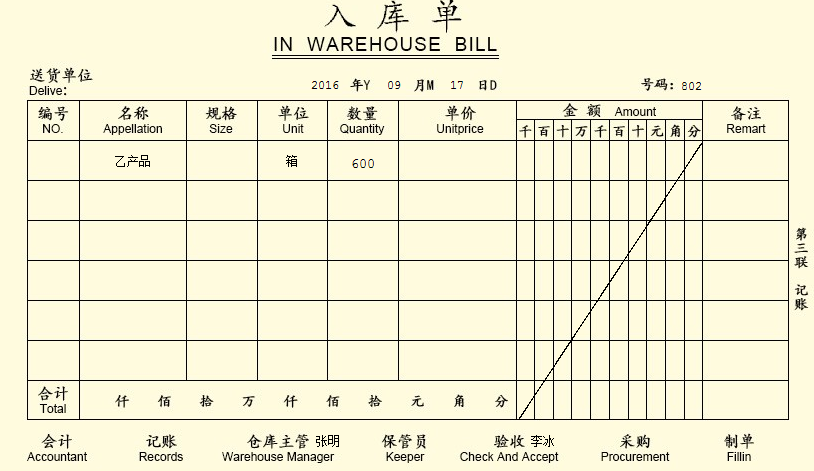 入库单
IN WAREHOUSE BILL
送货单位
Delive:
2016 年Y 09 月M 17 日D
号码: 802
编号 名称 规格 单位 数量 单价 金额 Amount 备注
NO. Appellation Size Unit Quantity Unitprice 千 百 十 万 千 百 十 元 角 分 Remart
乙产品 箱 600
合计 Total 仟 佰 拾 万 仟 佰 拾 元 角 分
第三联 记账
会计 记账 仓库主管 张明 保管员 验收 李冰 采购 制单
Accountant Records Warehouse Manager Keeper Check And Accept Procurement Fillin